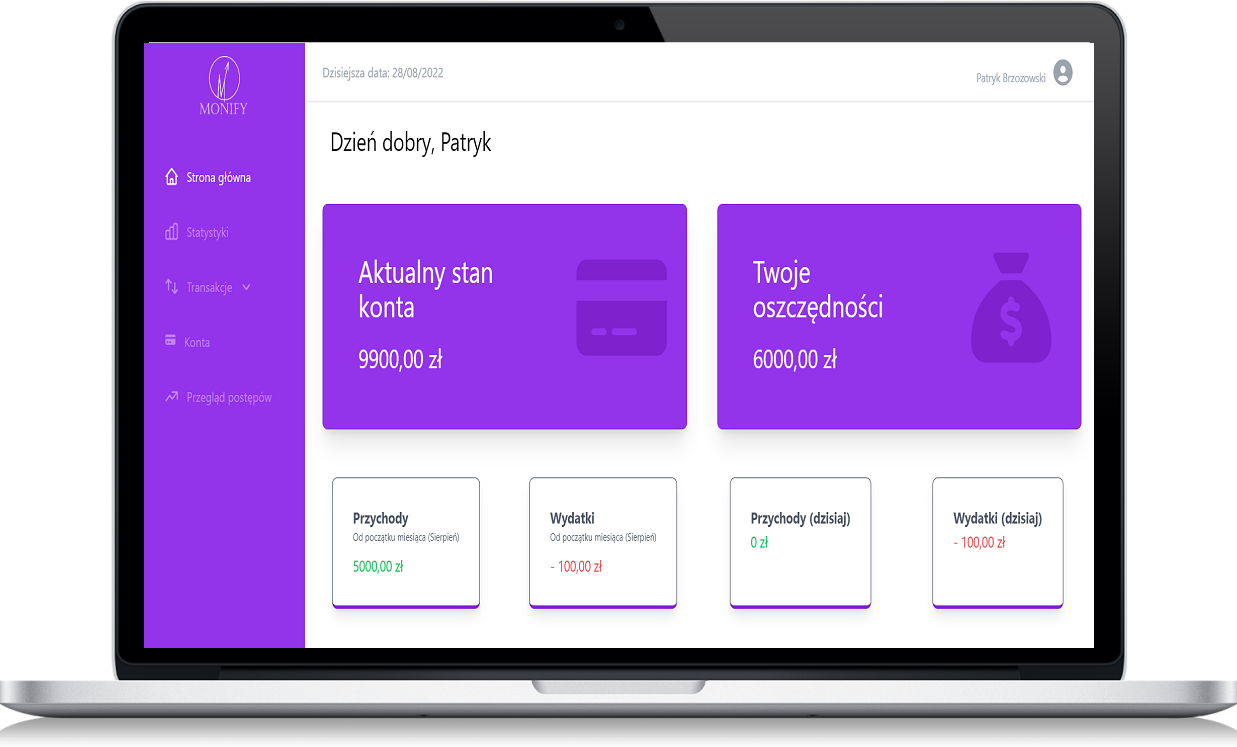 MONIFY
Strona główna
Statystyki
Transakcje
Konta
Przegląd postępów
Dzisiejsza data: 28/08/2022
Patryk Brzozowski
Dzień dobry, Patryk
Aktualny stan
konta
9900,00 zł
Twoje
oszczędności
6000,00 zł
$
Przychody
Od początku miesiąca (Sierpień)
5000,00 zł
Wydatki
Od początku miesiąca (Sierpień)
- 100,00 zł
Przychody (dzisiaj)
0 zł
Wydatki (dzisiaj)
- 100,00 zł